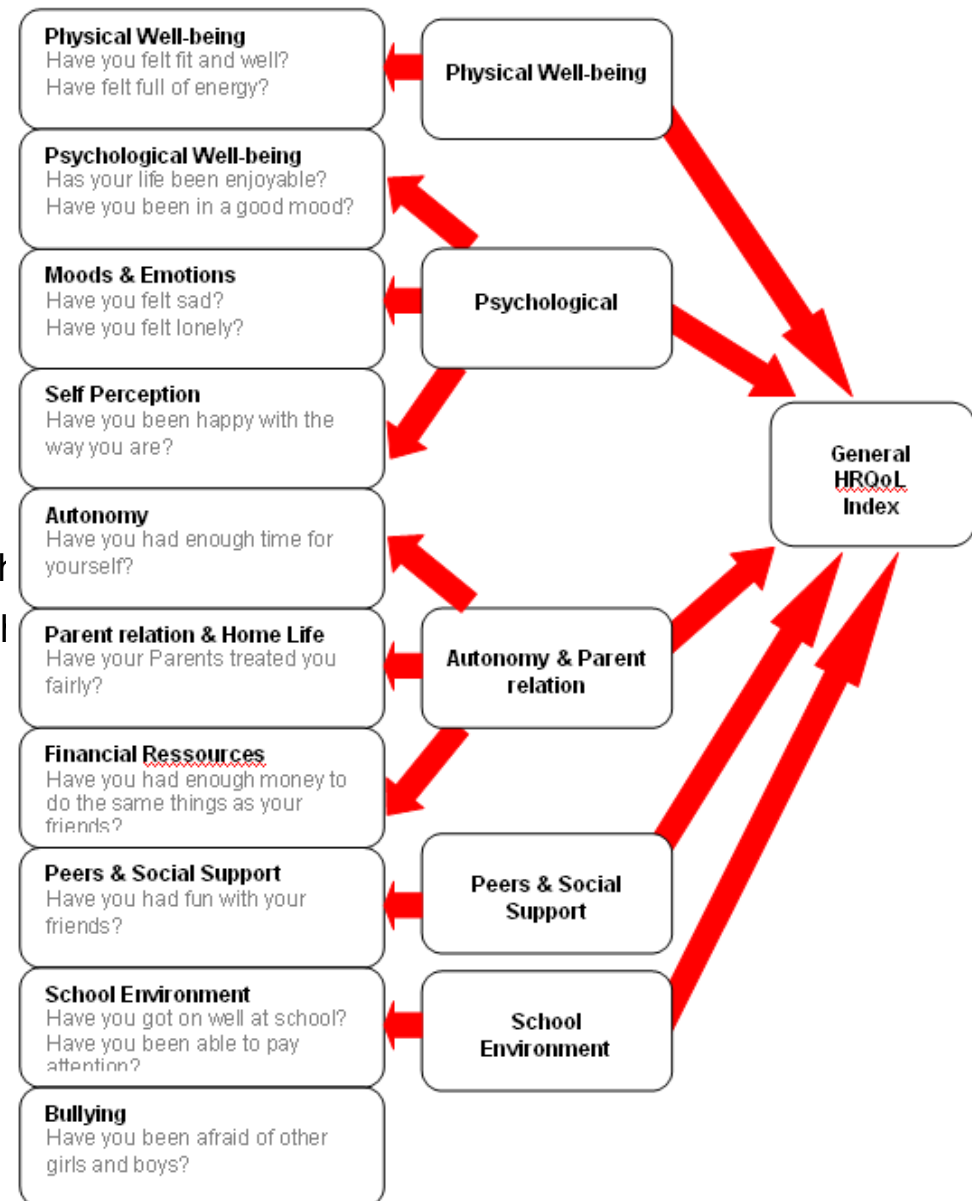 Physical Well-being
Have you felt fit and well?
Have felt full of energy?
Psychological Well-being
Has your life been enjoyable?
Have you been in a good mood?
Moods & Emotions
Have you felt sad?
Have you felt lonely?
Self Perception
Have you been happy with the
way you are?
Autonomy
Have you had enough time for
yourself?
Parent relation & Home Life
Have your Parents treated you
fairly?
Financial Ressources
Have you had enough money to
do the same things as your
friends?
Peers & Social Support
Have you had fun with your
friends?
School Environment
Have you got on well at school?
Have you been able to pay
attention?
Bullying
Have you been afraid of other
girls and boys?
Physical Well-being
Psychological
Autonomy & Parent
relation
Peers & Social
Support
School
Environment
General
HRQoL
Index